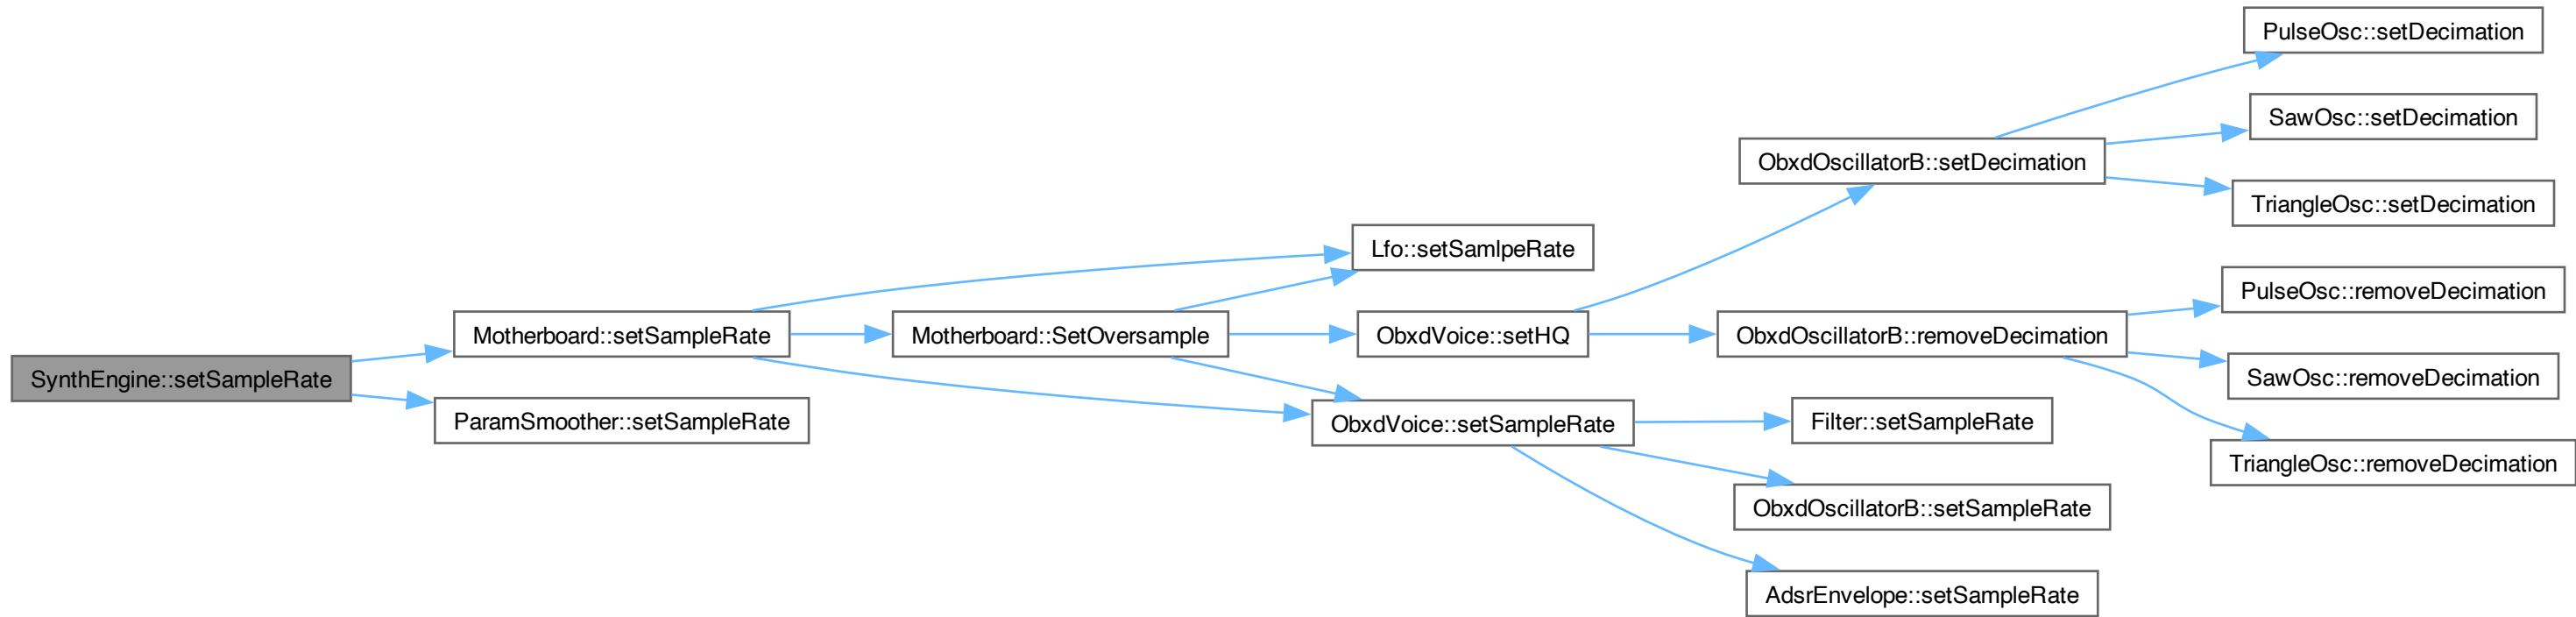 PulseOsc::setDecimation
SawOsc::setDecimation
ObxdOscillatorB::setDecimation
TriangleOsc::setDecimation
Lfo::setSamlpeRate
PulseOsc::removeDecimation
Motherboard::setSampleRate
Motherboard::SetOversample
ObxdVoice::setHQ
ObxdOscillatorB::removeDecimation
SynthEngine::setSampleRate
SawOsc::removeDecimation
ParamSmoother::setSampleRate
ObxdVoice::setSampleRate
Filter::setSampleRate
TriangleOsc::removeDecimation
ObxdOscillatorB::setSampleRate
AdsrEnvelope::setSampleRate